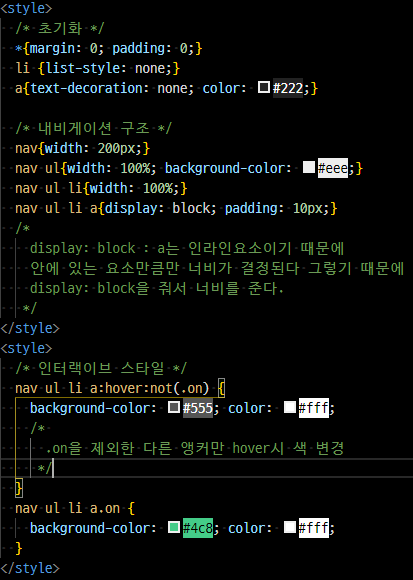 <style>
/* 초기화 */
*{margin: 0; padding: 0;}
li {list-style: none;}
a{text-decoration: none; color: #222;}
/* 내비게이션 구조 */
nav{width: 200px;}
nav ul{width: 100%; background-color: #eee;}
nav ul li{width: 100%;}
nav ul li a{display: block; padding: 10px;}
/*
display: block : a는 인라인요소이기 때문에
안에 있는 요소만큼만 너비가 결정된다 그렇기 때문에
display: block을 줘서 너비를 준다.
*/
</style>
<style>
/* 인터랙이브 스타일 */
nav ul li a:hover:not(.on) {
background-color: #555; color: #fff;
/*
.on을 제외한 다른 앵커만 hover시 색 변경
*/
}
nav ul li a.on {
background-color: #4c8; color: #fff;
}
</style>